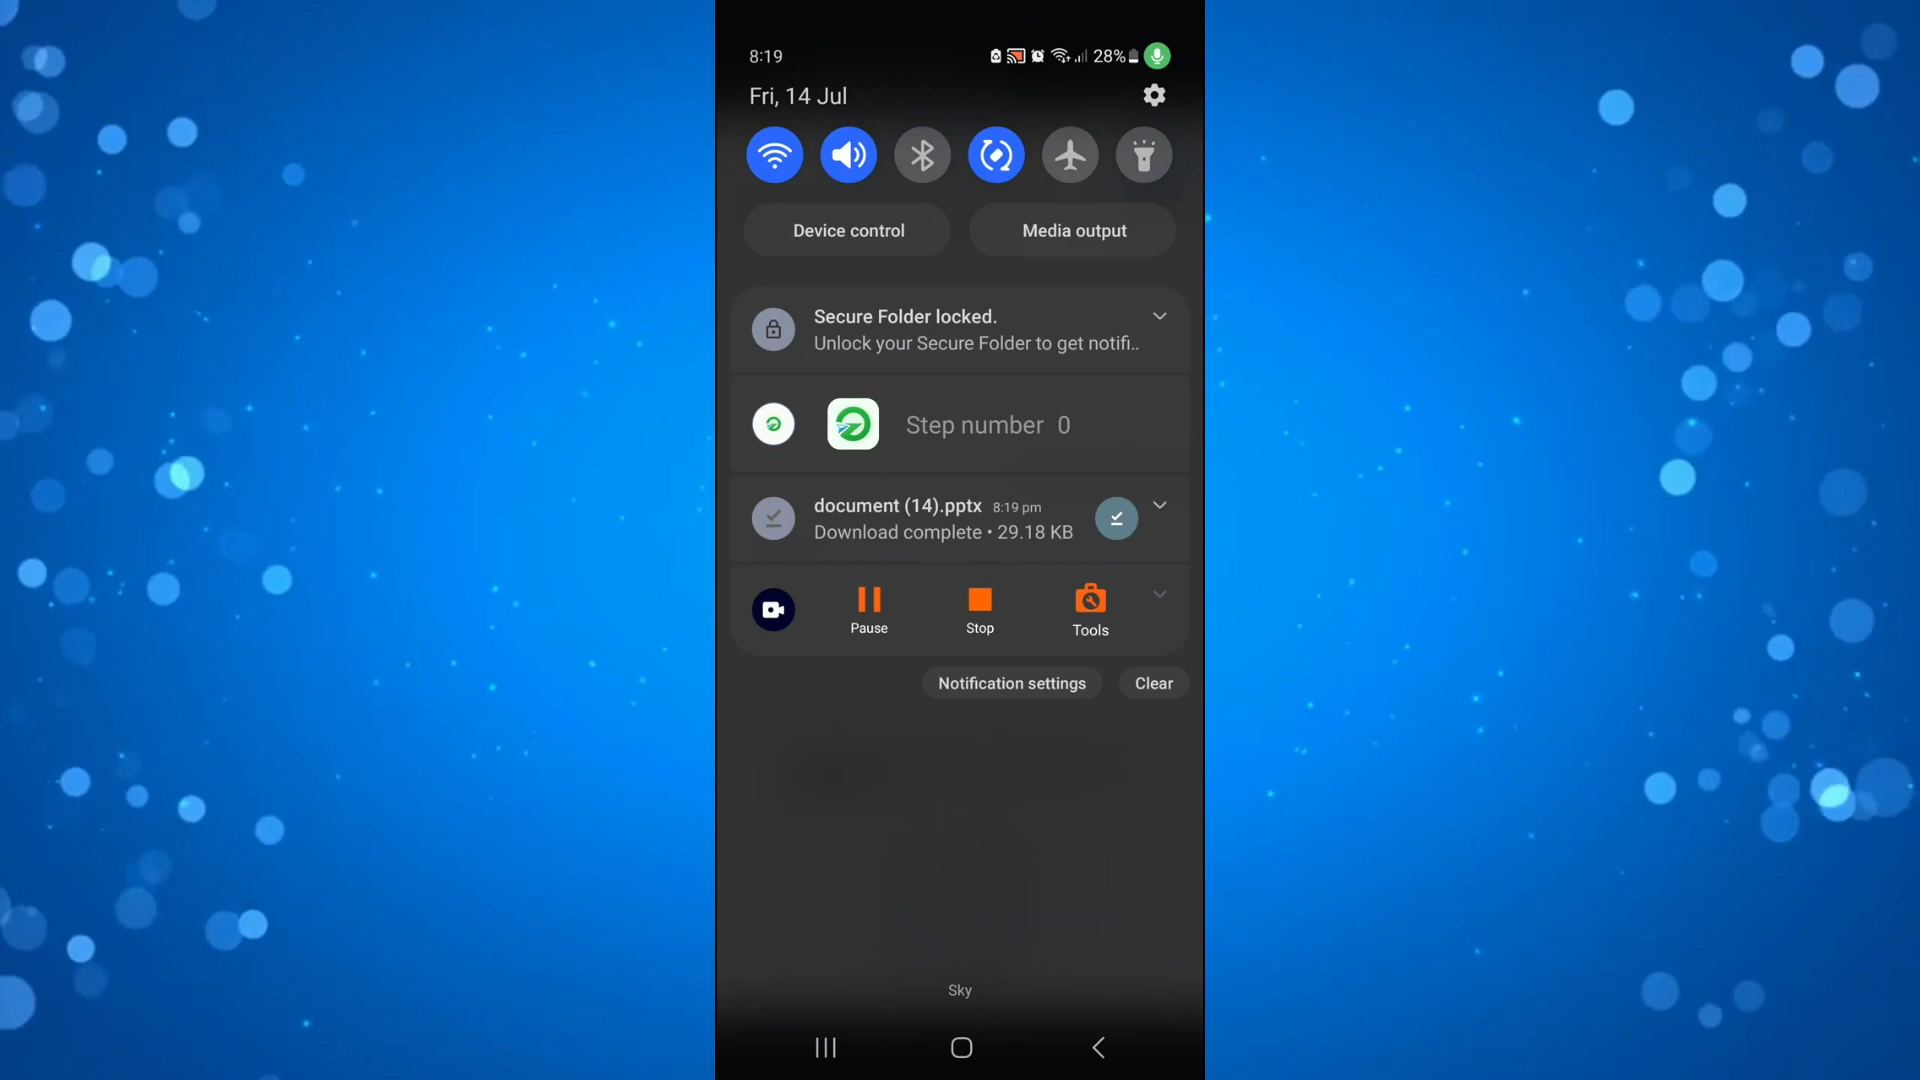 8:19
28%
Fri, 14 Jul
Device control
Media output
Secure Folder locked.
Unlock your Secure Folder to get notifi..
Step number 0
document (14).pptx 8:19 pm
Download complete • 29.18 KB
Pause
Stop
Tools
Notification settings
Clear
Sky